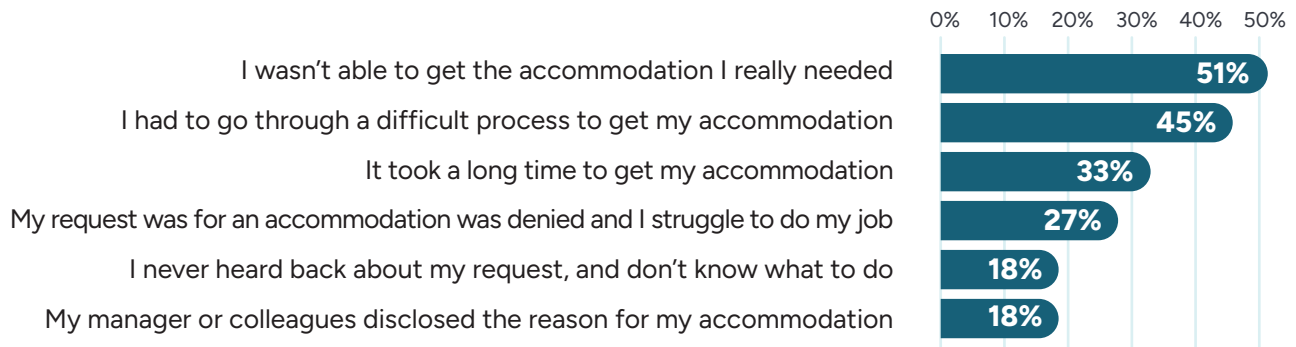 0% 10% 20% 30% 40% 50%
I wasn’t able to get the accommodation I really needed 51%
I had to go through a difficult process to get my accommodation 45%
It took a long time to get my accommodation 33%
My request was for an accommodation was denied and I struggle to do my job 27%
I never heard back about my request, and don’t know what to do 18%
My manager or colleagues disclosed the reason for my accommodation 18%